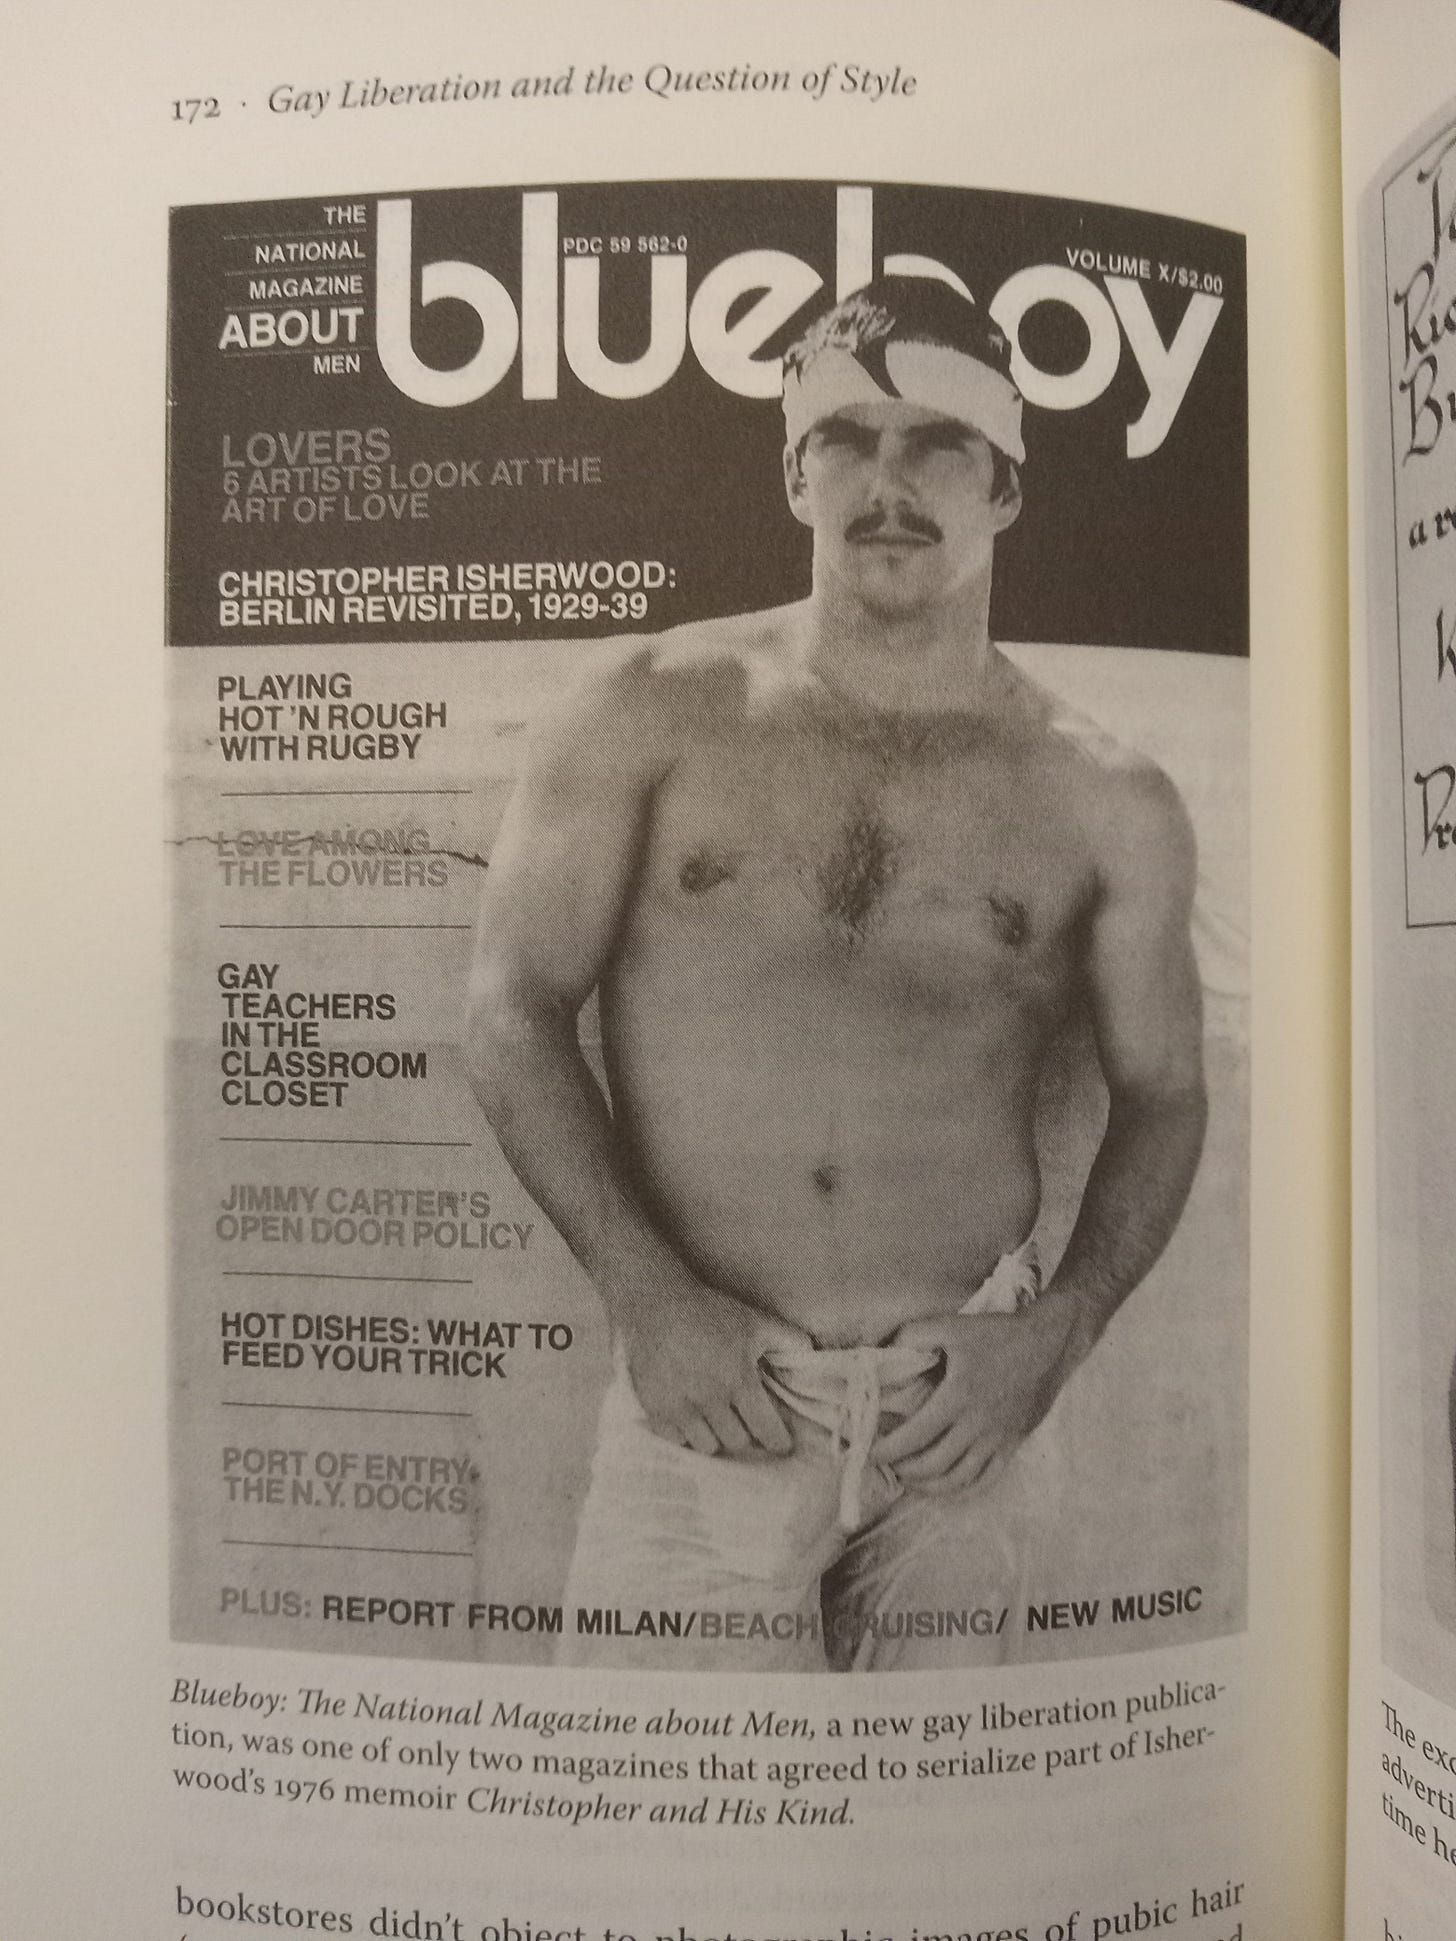 172 · Gay Liberation and the Question of Style
THE
NATIONAL
MAGAZINE
ABOUT
MEN
blueboy
PDC 59 562-0
VOLUME X/$2.00
LOVERS
6 ARTISTS LOOK AT THE
ART OF LOVE
CHRISTOPHER ISHERWOOD:
BERLIN REVISITED, 1929-39
PLAYING
HOT 'N ROUGH
WITH RUGBY
LOVE AMONG
THE FLOWERS
GAY
TEACHERS
IN THE
CLASSROOM
CLOSET
JIMMY CARTER'S
OPEN DOOR POLICY
HOT DISHES: WHAT TO
FEED YOUR TRICK
PORT OF ENTRY:
THE N.Y. DOCKS
PLUS: REPORT FROM MILAN/BEACH CRUISING/ NEW MUSIC
Blueboy: The National Magazine about Men, a new gay liberation publica-
tion, was one of only two magazines that agreed to serialize part of Isher-
wood's 1976 memoir Christopher and His Kind.
bookstores didn't object to photographic images of pubic hair
The
adverti
time